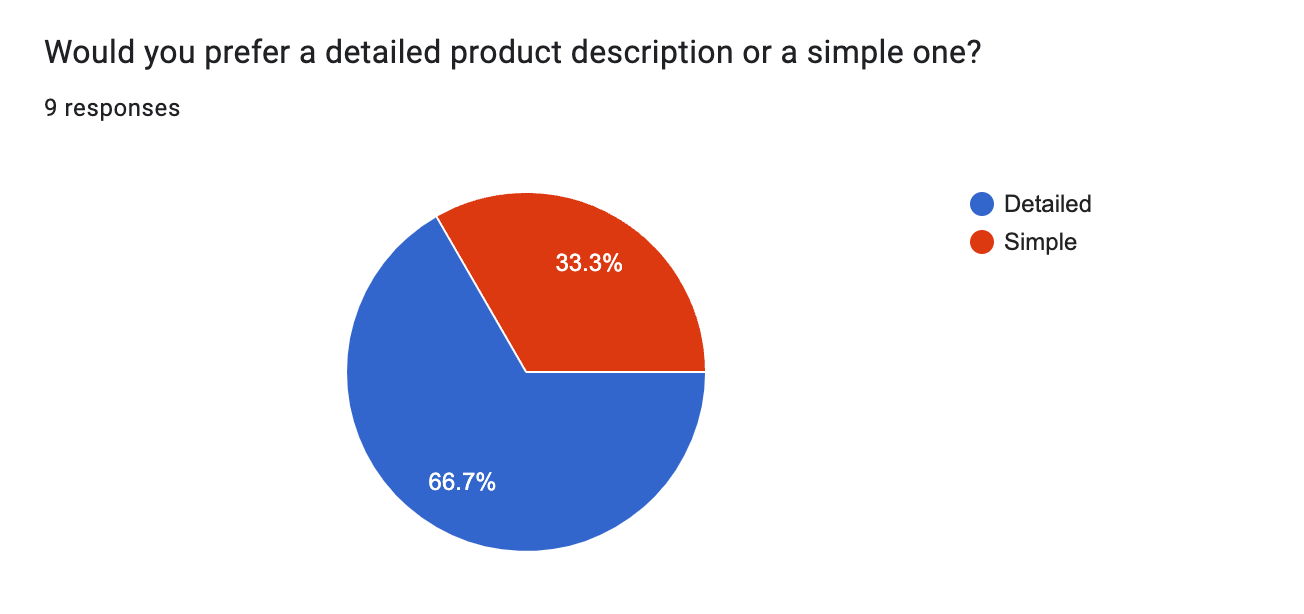 Would you prefer a detailed product description or a simple one?
9 responses
Detailed
Simple
33.3%
66.7%